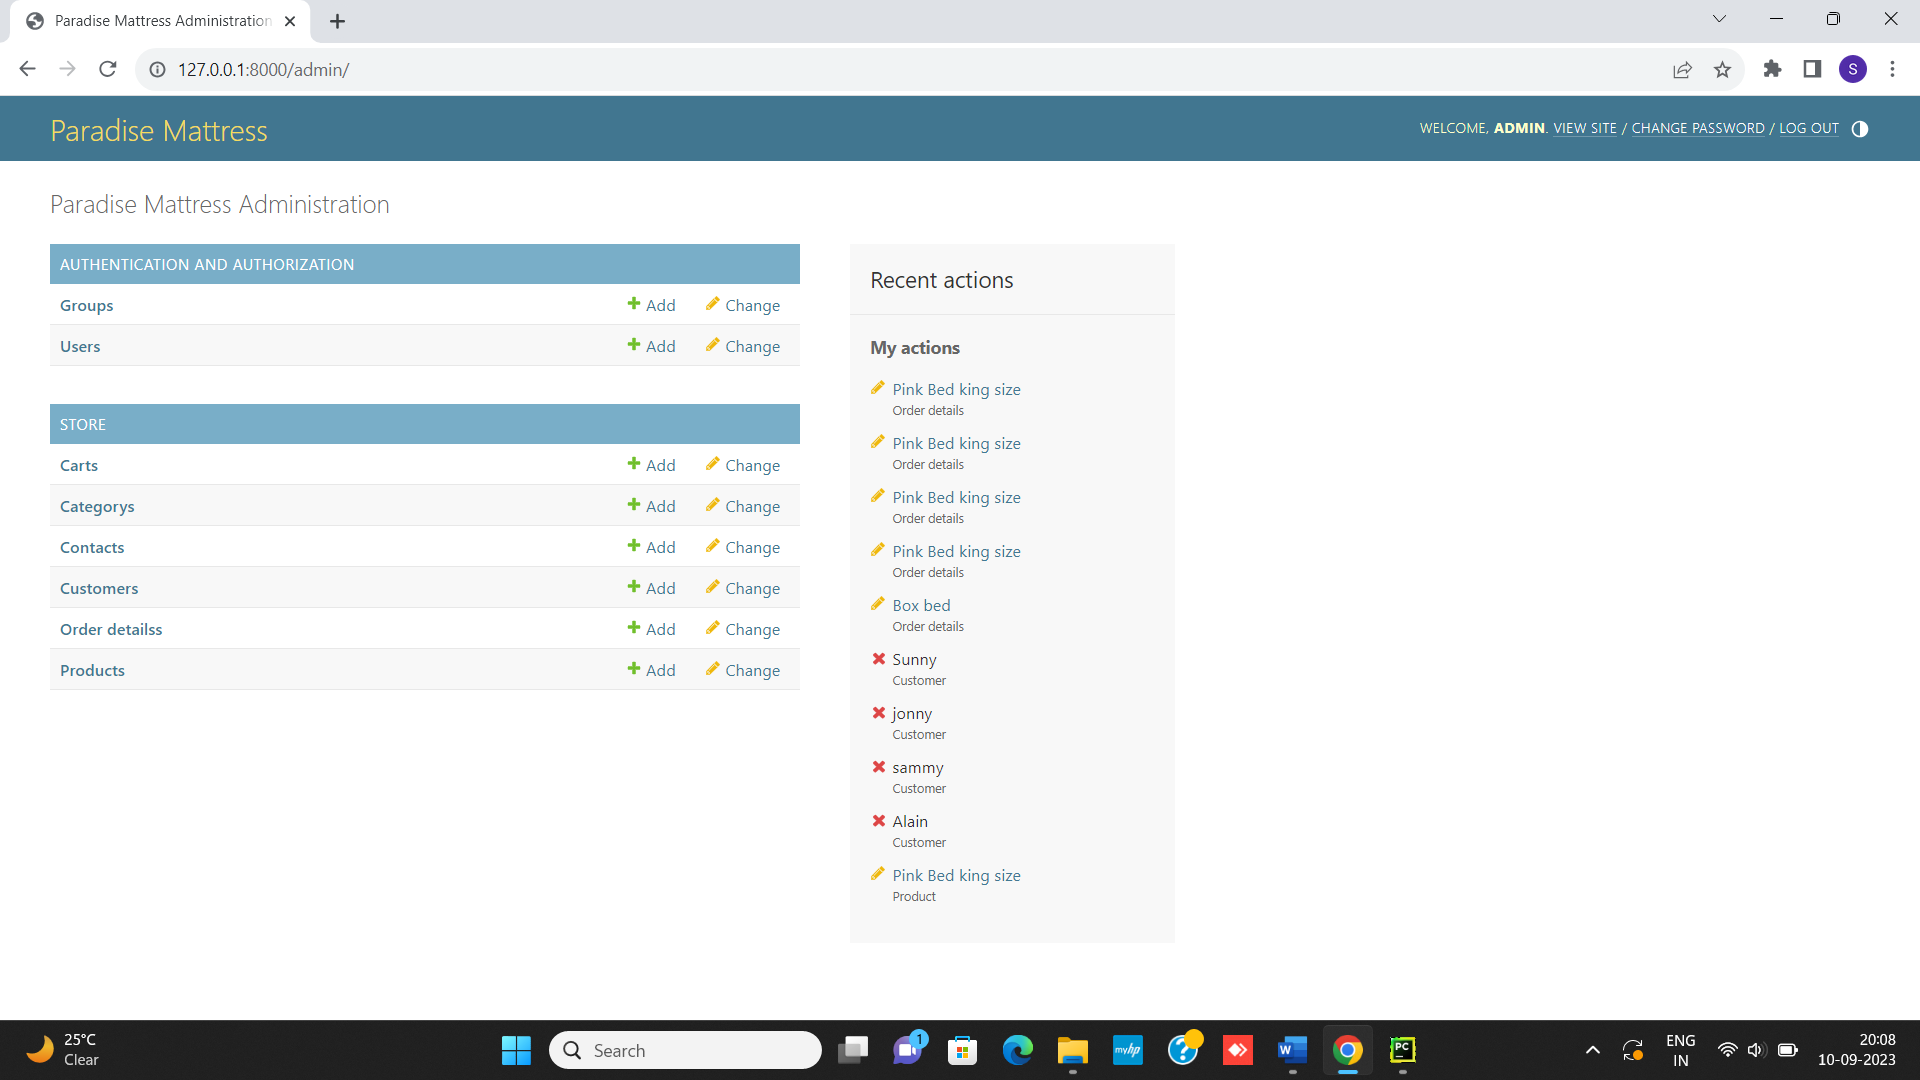 Paradise Mattress Administration
127.0.0.1:8000/admin/
S
Paradise Mattress
WELCOME, ADMIN. VIEW SITE / CHANGE PASSWORD / LOG OUT
Paradise Mattress Administration
AUTHENTICATION AND AUTHORIZATION
Groups Add Change
Users Add Change
STORE
Carts Add Change
Categorys Add Change
Contacts Add Change
Customers Add Change
Order detailss Add Change
Products Add Change
Recent actions
My actions
Pink Bed king size
Order details
Pink Bed king size
Order details
Pink Bed king size
Order details
Pink Bed king size
Order details
Box bed
Order details
Sunny
Customer
jonny
Customer
sammy
Customer
Alain
Customer
Pink Bed king size
Product
25°C
Clear
Search
1
myhp
?
W
PC
ENG
IN
20:08
10-09-2023